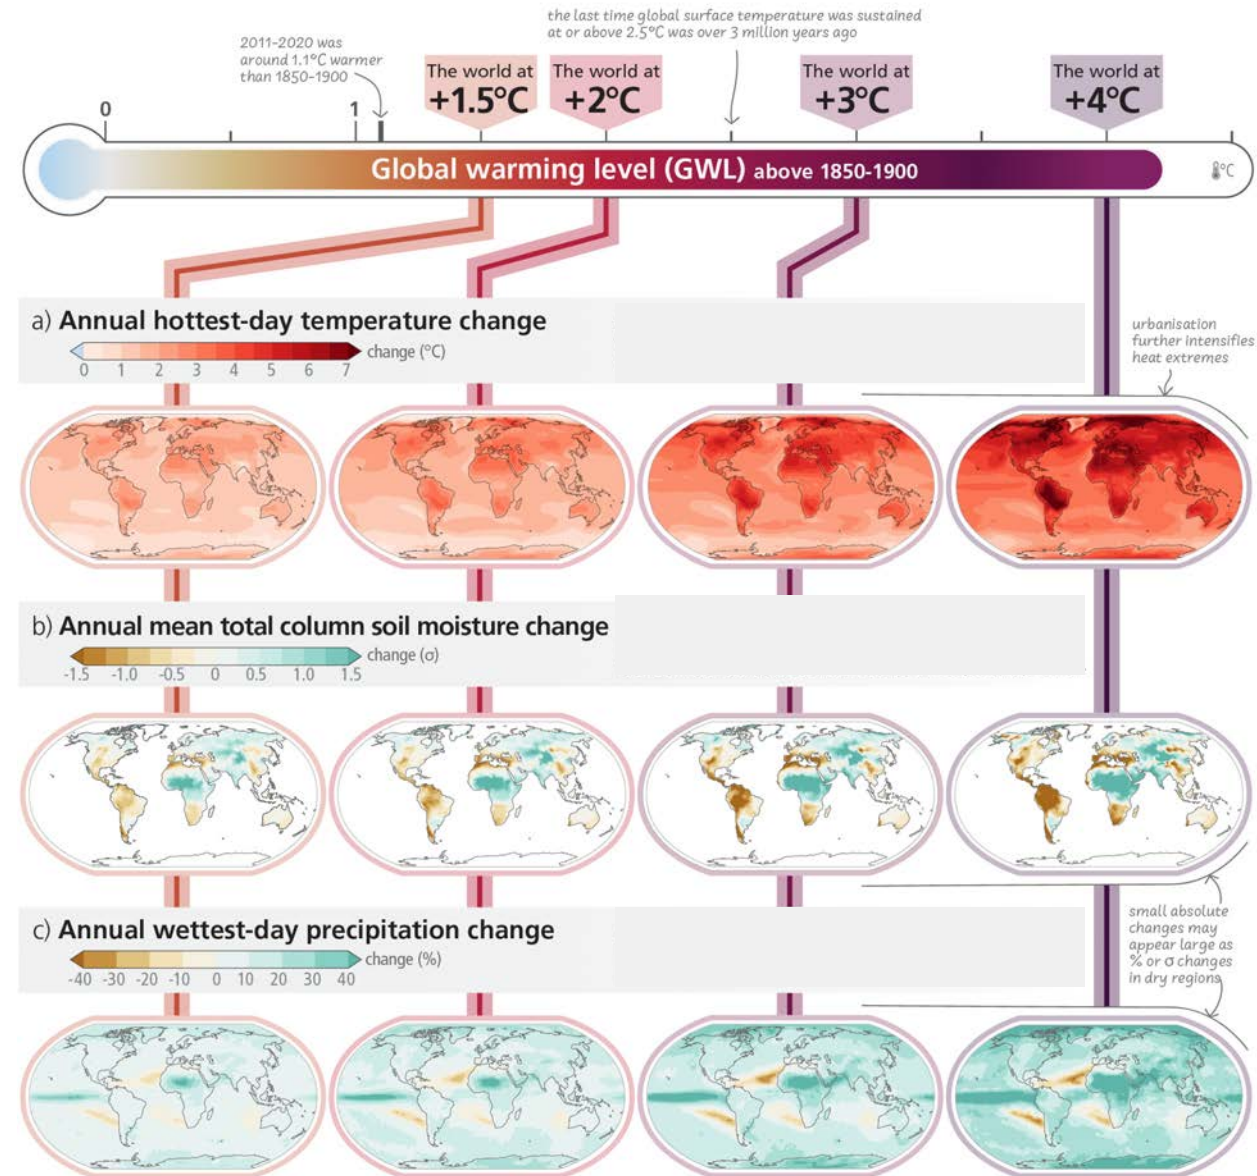 the last time global surface temperature was sustained
at or above 2.5°C was over 3 million years ago
2011-2020 was
around 1.1°C warmer
than 1850-1900
The world at
+1.5°C
The world at
+2°C
The world at
+3°C
The world at
+4°C
0
1
Global warming level (GWL) above 1850-1900
°C
a) Annual hottest-day temperature change
change (°C)
0 1 2 3 4 5 6 7
urbanisation
further intensifies
heat extremes
b) Annual mean total column soil moisture change
change (σ)
-1.5 -1.0 -0.5 0 0.5 1.0 1.5
c) Annual wettest-day precipitation change
change (%)
-40 -30 -20 -10 0 10 20 30 40
small absolute
changes may
appear large as
% or σ changes
in dry regions